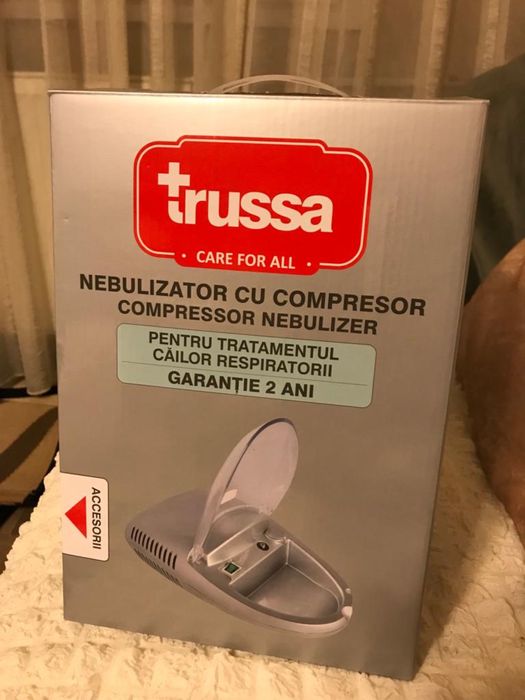 trussa
CARE FOR ALL
NEBULIZATOR CU COMPRESOR
COMPRESSOR NEBULIZER
PENTRU TRATAMENTUL
CĂILOR RESPIRATORII
GARANȚIE 2 ANI
ACCESORII